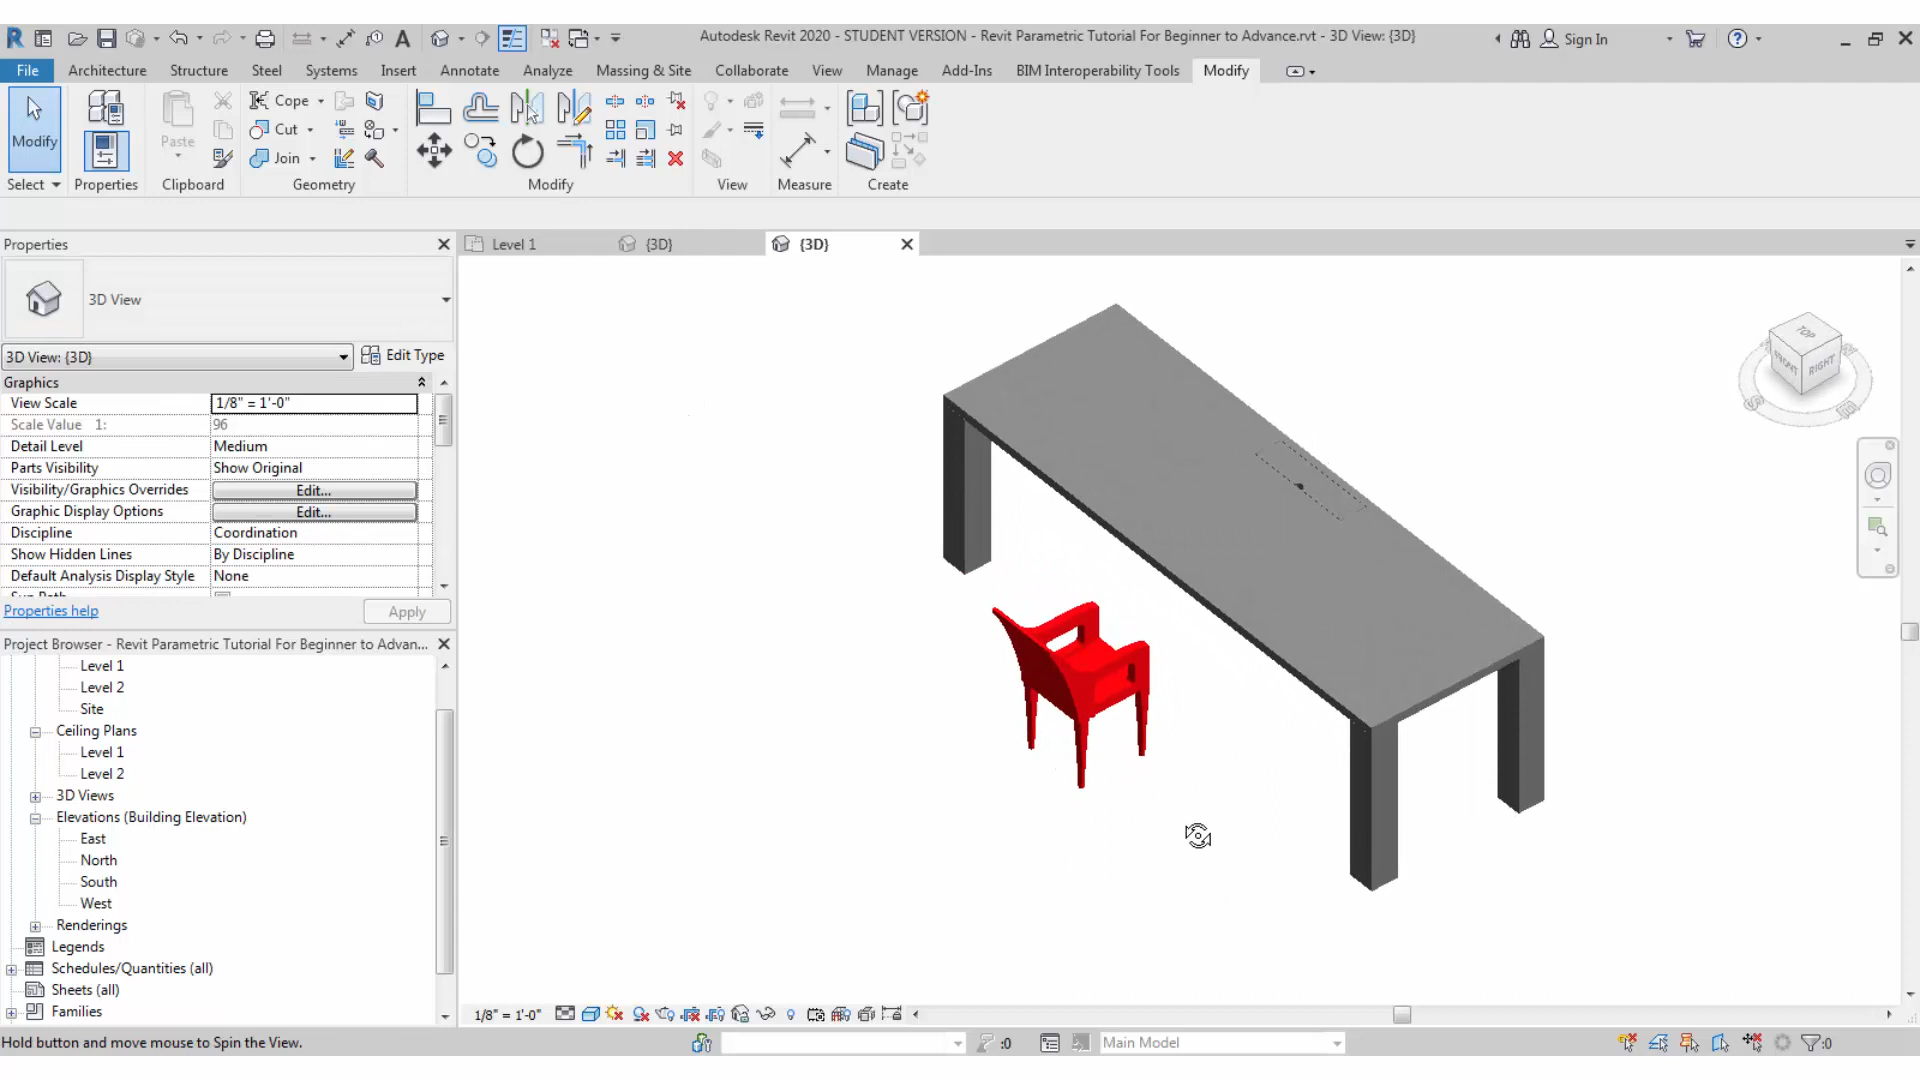 Autodesk Revit 2020 - STUDENT VERSION - Revit Parametric Tutorial For Beginner to Advance.rvt - 3D View: {3D}
Sign In
File Architecture Structure Steel Systems Insert Annotate Analyze Massing & Site Collaborate View Manage Add-Ins BIM Interoperability Tools Modify
Modify
Paste
Cope
Cut
Join
Select Properties Clipboard Geometry Modify View Measure Create
Properties
Level 1 {3D} {3D}
3D View
3D View: {3D} Edit Type
Graphics
View Scale 1/8" = 1'-0"
Scale Value 1: 96
Detail Level Medium
Parts Visibility Show Original
Visibility/Graphics Overrides Edit...
Graphic Display Options Edit...
Discipline Coordination
Show Hidden Lines By Discipline
Default Analysis Display Style None
Properties help Apply
Project Browser - Revit Parametric Tutorial For Beginner to Advan...
Level 1
Level 2
Site
Ceiling Plans
Level 1
Level 2
3D Views
Elevations (Building Elevation)
East
North
South
West
Renderings
Legends
Schedules/Quantities (all)
Sheets (all)
Families
TOP
FRONT RIGHT
1/8" = 1'-0"
Hold button and move mouse to Spin the View.
:0
Main Model
:0